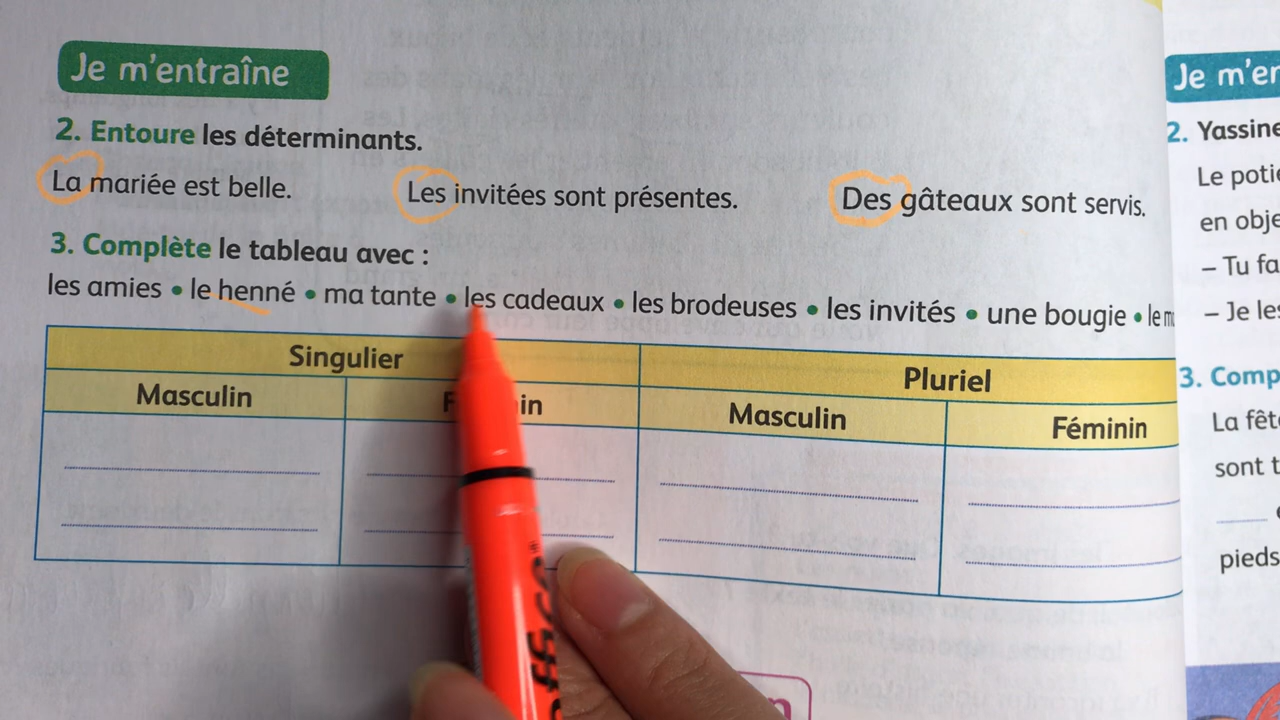 Je m'entraîne
2. Entoure les déterminants.
La mariée est belle. Les invitées sont présentes. Des gâteaux sont servis.
3. Complète le tableau avec :
les amies • le henné • ma tante • les cadeaux • les brodeuses • les invités • une bougie • le
Singulier Pluriel
Masculin Masculin Féminin
Je m'en
2. Yassine
Le potie
en obje
– Tu fa
– Je les
3. Comp
La fête
sont t
pieds